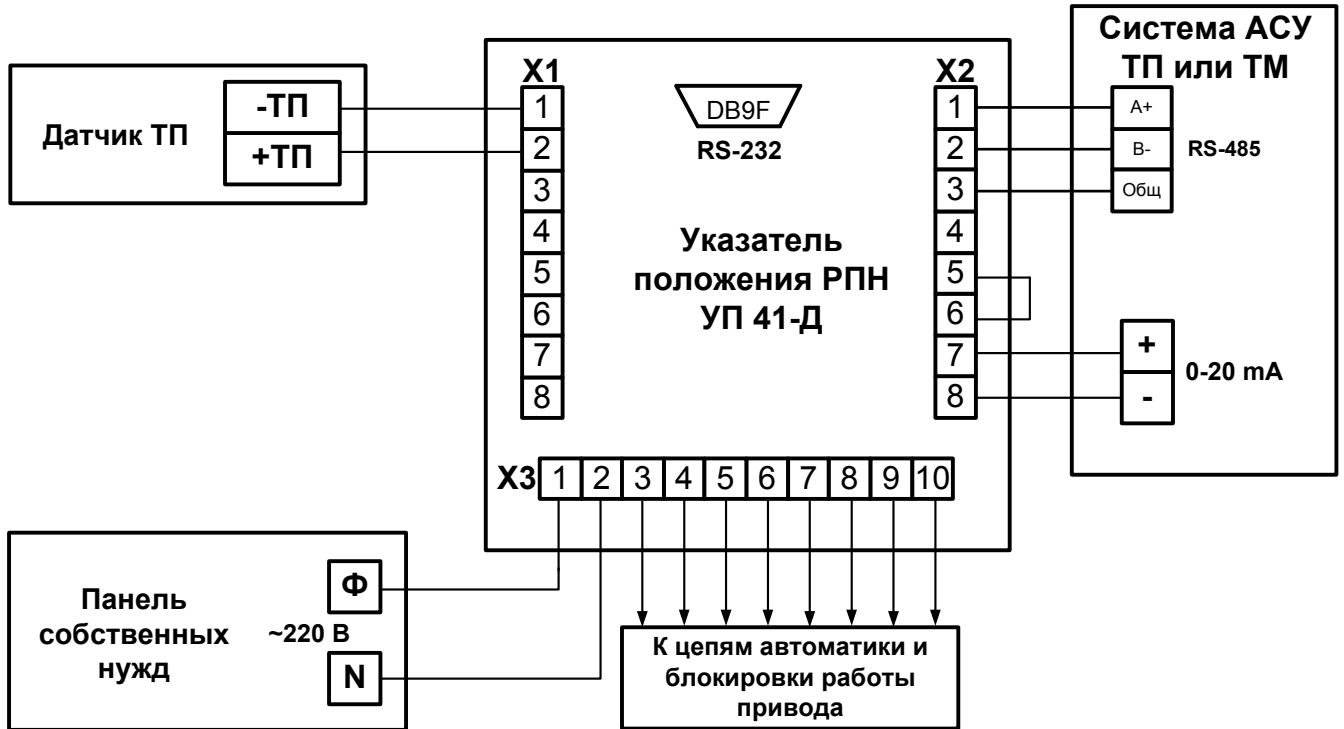 Датчик ТП
-ТП
+ТП
X1
1
2
3
4
5
6
7
8
DB9F
RS-232
Указатель
положения РПН
УП 41-Д
X2
1
2
3
4
5
6
7
8
Система АСУ
ТП или ТМ
A+
B-
Общ
RS-485
+
-
0-20 mA
X3 1 2 3 4 5 6 7 8 9 10
Панель
собственных
нужд
~220 В
Ф
N
К цепям автоматики и
блокировки работы
привода